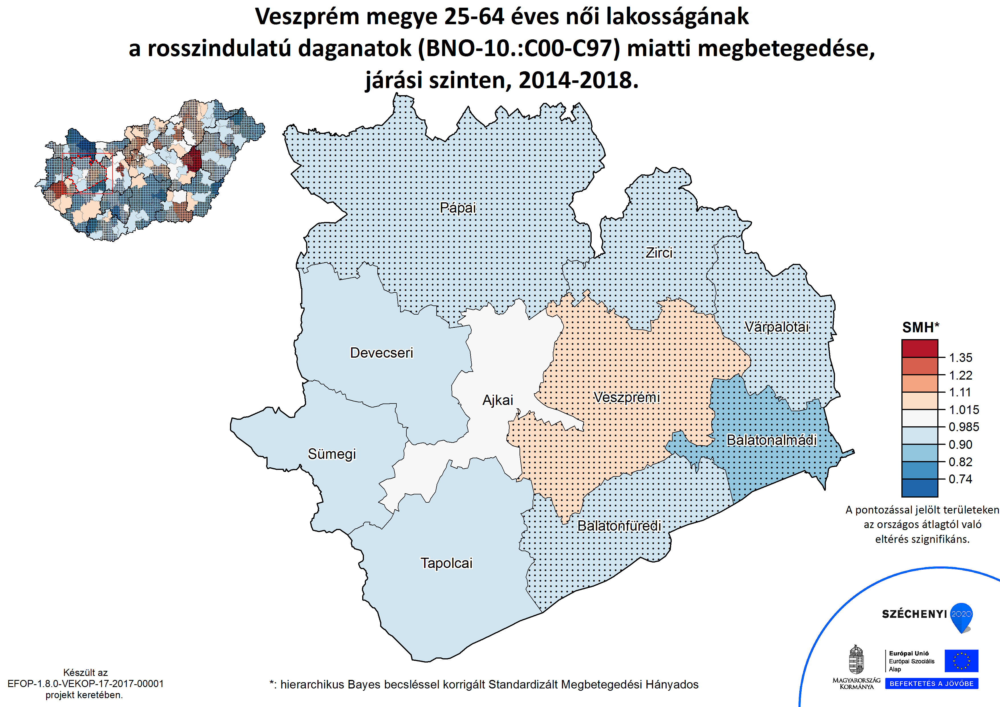 Veszprém megye 25-64 éves női lakosságának
a rosszindulatú daganatok (BNO-10.:C00-C97) miatti megbetegedése,
járási szinten, 2014-2018.
Pápai
Zirci
Várpalotai
Devecseri
Ajkai
Veszprémi
Balatonalmádi
Sümegi
Balatonfüredi
Tapolcai
SMH*
1.35
1.22
1.11
1.015
0.985
0.90
0.82
0.74
A pontozással jelölt területeken
az országos átlagtól való
eltérés szignifikáns.
SZÉCHENYI 2020
MAGYARORSZÁG
KORMÁNYA
Európai Unió
Európai Szociális
Alap
BEFEKTETÉS A JÖVŐBE
Készült az
EFOP-1.8.0-VEKOP-17-2017-00001
projekt keretében.
*: hierarchikus Bayes becsléssel korrigált Standardizált Megbetegedési Hányados